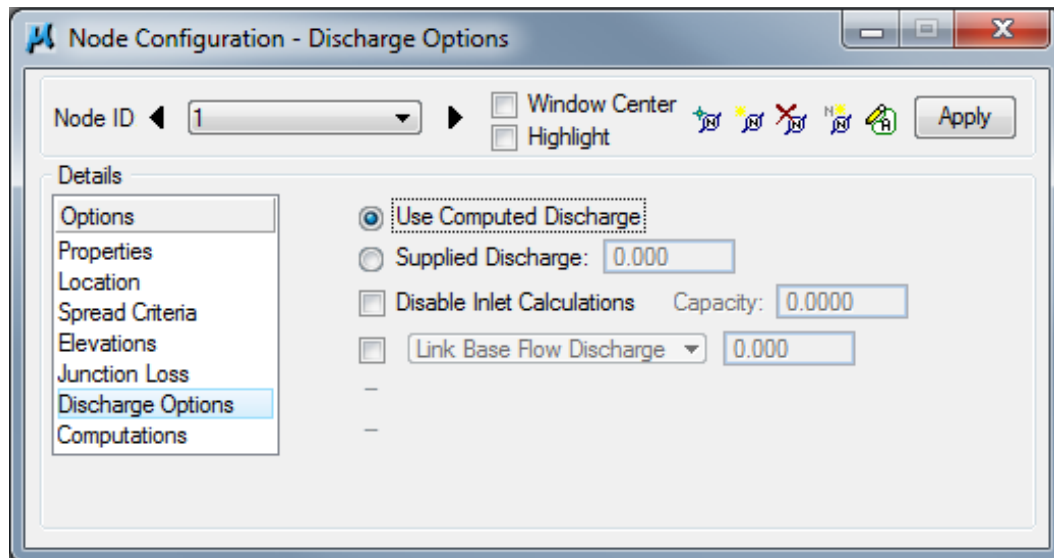 Node Configuration - Discharge Options
Node ID 1 Window Center Apply
Highlight
Details
Options
Properties
Location
Spread Criteria
Elevations
Junction Loss
Discharge Options
Computations
Use Computed Discharge
Supplied Discharge: 0.000
Disable Inlet Calculations Capacity: 0.0000
Link Base Flow Discharge 0.000
–
–